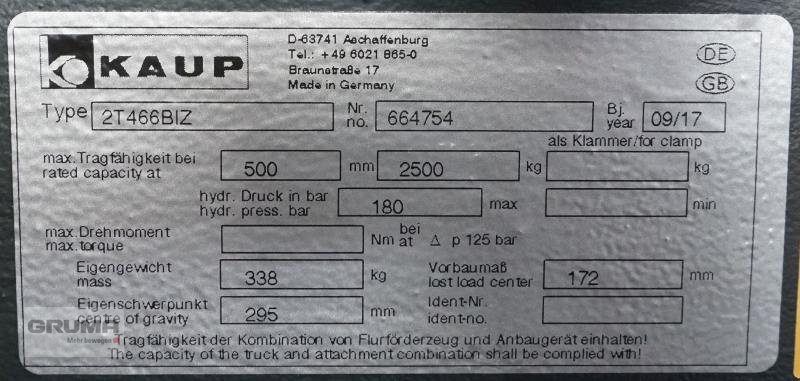 KAUP
D-63741 Aschaffenburg
Tel.: +49 6021 865-0
Braunstraße 17
Made in Germany
DE
GB
Type 2T466BIZ Nr. no. 664754 Bj. year 09/17
als Klammer/for clamp
max.Tragfähigkeit bei rated capacity at 500 mm 2500 kg kg
hydr. Druck in bar hydr. press. bar 180 max min
max.Drehmoment max.torque Nm bei at Δ p 125 bar
Eigengewicht mass 338 kg Vorbaumaß lost load center 172 mm
Eigenschwerpunkt centre of gravity 295 mm Ident-Nr. ident-no.
GRUMA
Mehr bewegen
Tragfähigkeit der Kombination von Flurförderzeug und Anbaugerät einhalten!
The capacity of the truck and attachment combination shall be complied with!